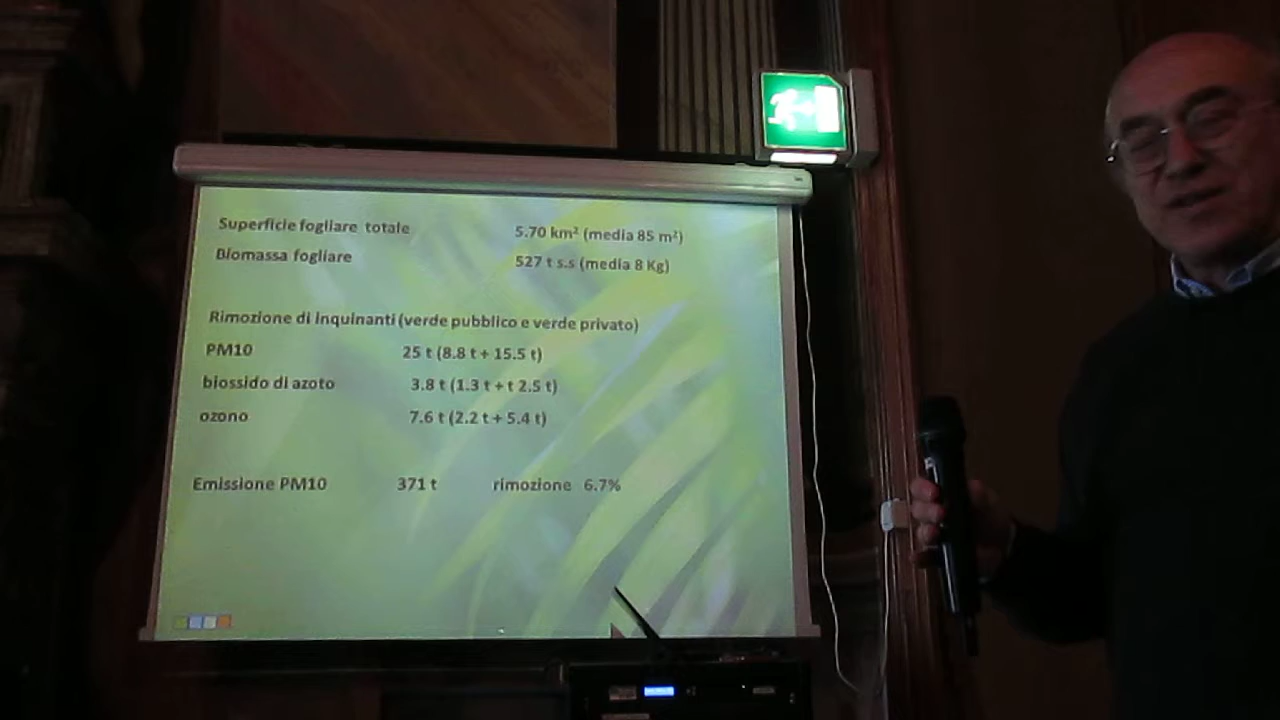 Superficie fogliare totale 5.70 km² (media 85 m²)
Biomassa fogliare 527 t s.s (media 8 Kg)
Rimozione di Inquinanti (verde pubblico e verde privato)
PM10 25 t (8.8 t + 15.5 t)
biossido di azoto 3.8 t (1.3 t + t 2.5 t)
ozono 7.6 t (2.2 t + 5.4 t)
Emissione PM10 371 t rimozione 6.7%